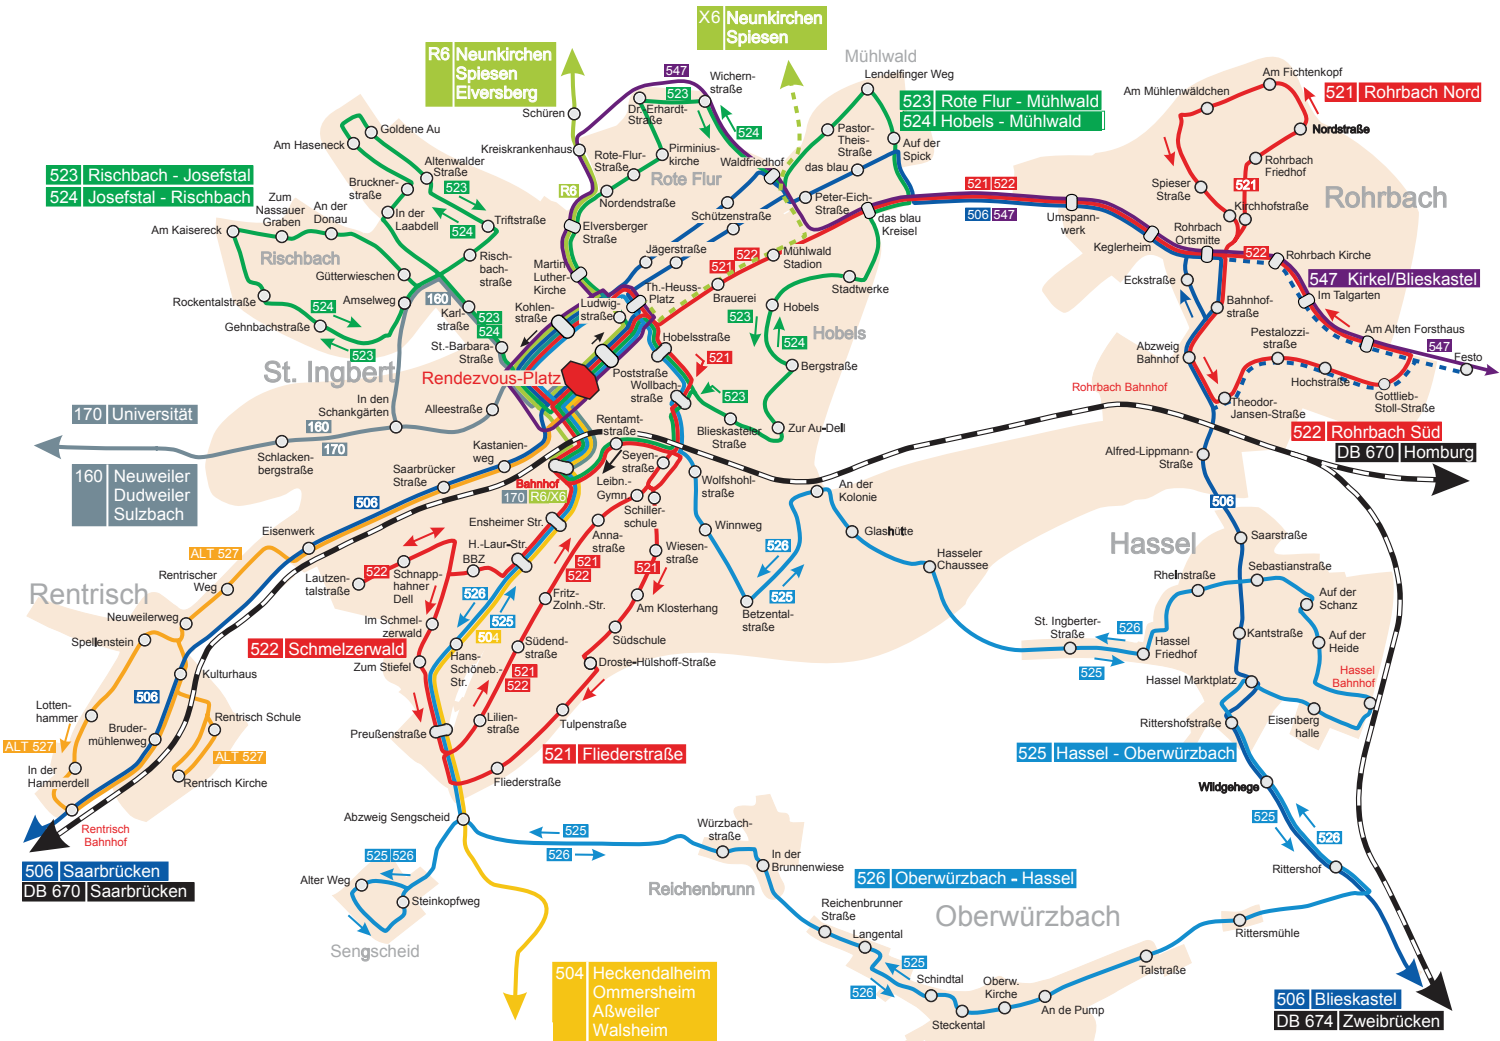 X6 Neunkirchen
Spiesen
R6 Neunkirchen
Spiesen
Elversberg
Mühlwald
Lendelfinger Weg
547
Wichern-
straße
523
Dr.-Erhardt-
Straße
Schüren
524
Kreiskrankenhaus
Rote-Flur-
Straße
Pirminius-
kirche
Rote Flur
R6
Nordendstraße
Waldfriedhof
Pastor-
Theis-
Straße
das blau
Auf der
Spick
523 Rote Flur - Mühlwald
524 Hobels - Mühlwald
Am Fichtenkopf
Am Mühlenwäldchen
521 Rohrbach Nord
Nordstraße
Rohrbach
Friedhof
Spieser
Straße
521
Rohrbach
Kirchhofstraße
Goldene Au
Am Haseneck
Altenwalder
Straße
523 Rischbach - Josefstal
524 Josefstal - Rischbach
Bruckner-
straße
523
Zum
Nassauer
Graben
An der
Donau
In der
Laabdell
524
Triftstraße
Am Kaisereck
Rischbach
Gütterwieschen
Risch-
bach-
straße
Rockentalstraße
Amselweg
160
524
Gehnbachstraße
523
Karl-
straße
523
524
St.-Barbara-
Straße
Elversberger
Straße
Martin-
Luther-
Kirche
Schützenstraße
Peter-Eich-
Straße
Jägerstraße
521
522
Mühlwald
Stadion
das blau
Kreisel
521 522
506 547
Umspann-
werk
Keglerheim
Rohrbach
Ortsmitte
522
Rohrbach Kirche
547 Kirkel/Blieskastel
Im Talgarten
Eckstraße
Bahnhof-
straße
Pestalozzi-
straße
Am Alten Forsthaus
547
Festo
Abzweig
Bahnhof
Hochstraße
Rohrbach Bahnhof
Theodor-
Jansen-Straße
Gottlieb-
Stoll-Straße
522 Rohrbach Süd
DB 670 Homburg
Kohlen-
straße
Ludwig-
straße
Th.-Heuss-
Platz
Brauerei
Stadtwerke
Hobels
523
524
Hobels
Hobelsstraße
521
Bergstraße
St. Ingbert
Rendezvous-Platz
Poststraße
Wollbach-
straße
523
170 Universität
In den
Schankgärten
Alleestraße
Rentamt-
straße
Blieskasteler
Straße
Zur Au-Dell
160
170
Schlacken-
bergstraße
Kastanien-
weg
Seyen-
straße
160 Neuweiler
Dudweiler
Sulzbach
Saarbrücker
Straße
Bahnhof
170 R6/X6
Leibn.-
Gymn.
Wolfshohl-
straße
An der
Kolonie
Alfred-Lippmann-
Straße
506
506
Ensheimer Str.
Schiller-
schule
Winnweg
Glashütte
Eisenwerk
ALT 527
H.-Laur-Str.
BBZ
Anna-
straße
Wiesen-
straße
526
Hasseler
Chaussee
Hassel
Saarstraße
Rentrischer
Weg
Rentrisch
522
Lautzen-
talstraße
Schnapp-
hahner
Dell
521
522
521
525
Betzental-
straße
Rheinstraße
Sebastianstraße
526
525
504
Fritz-
Zolnh.-Str.
Am Klosterhang
Auf der
Schanz
Neuweilerweg
Spellenstein
Im Schmel-
zerwald
522 Schmelzerwald
Südschule
St. Ingberter-
Straße
526
525
Hassel
Friedhof
Kantstraße
Auf der
Heide
Zum Stiefel
Hans-
Schöneb.-
Str.
Südend-
straße
521
522
Droste-Hülshoff-Straße
Hassel Marktplatz
Hassel
Bahnhof
Kulturhaus
506
Lotten-
hammer
Bruder-
mühlenweg
Rentrisch Schule
ALT 527
ALT 527
Preußenstraße
Lilien-
straße
Tulpenstraße
Rittershofstraße
Eisenberg
halle
In der
Hammerdell
Rentrisch Kirche
521 Fliederstraße
Fliederstraße
525 Hassel - Oberwürzbach
Wildgehege
525
526
Rentrisch
Bahnhof
Abzweig Sengscheid
525
526
Würzbach-
straße
In der
Brunnenwiese
Rittershof
506 Saarbrücken
DB 670 Saarbrücken
525 526
Alter Weg
Steinkopfweg
Sengscheid
Reichenbrunn
526 Oberwürzbach - Hassel
Reichenbrunner
Straße
Langental
Oberwürzbach
Rittersmühle
504 Heckendalheim
Ommersheim
Aßweiler
Walsheim
525
526
Schindtal
Oberw.
Kirche
Talstraße
Steckental
An de Pump
506 Blieskastel
DB 674 Zweibrücken